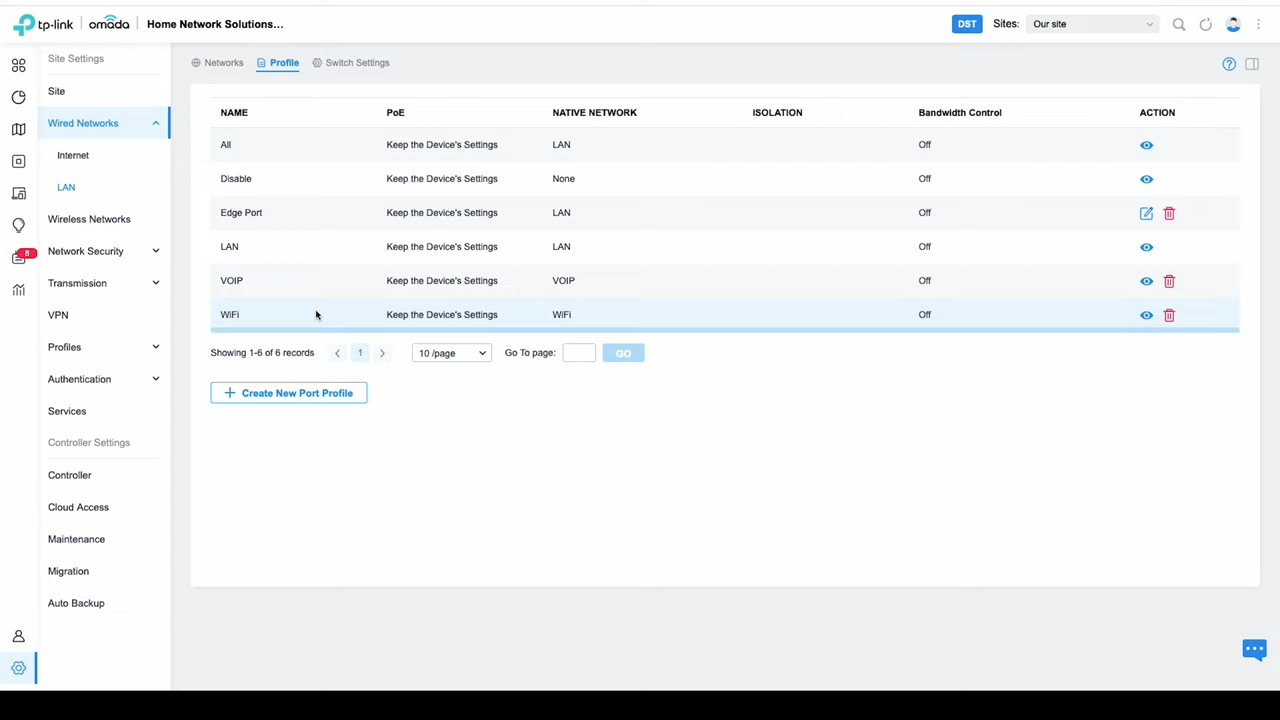 tp-link | omada | Home Network Solutions... DST Sites: Our site
Site Settings
Networks Profile Switch Settings
Site
Wired Networks
Internet
LAN
Wireless Networks
Network Security
8
Transmission
VPN
Profiles
Authentication
Services
Controller Settings
Controller
Cloud Access
Maintenance
Migration
Auto Backup
NAME PoE NATIVE NETWORK ISOLATION Bandwidth Control ACTION
All Keep the Device's Settings LAN Off
Disable Keep the Device's Settings None Off
Edge Port Keep the Device's Settings LAN Off
LAN Keep the Device's Settings LAN Off
VOIP Keep the Device's Settings VOIP Off
WiFi Keep the Device's Settings WiFi Off
Showing 1-6 of 6 records < 1 > 10 /page Go To page: GO
+ Create New Port Profile